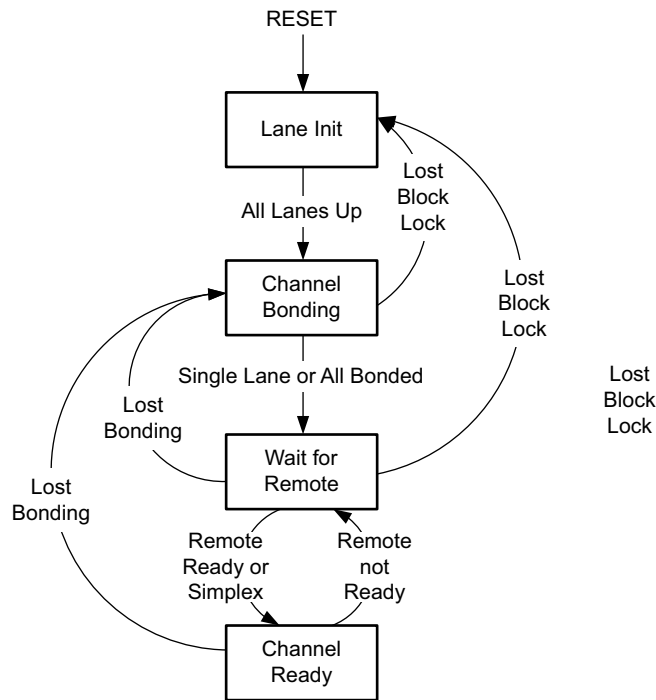 RESET
Lane Init
Lost
Block
Lock
All Lanes Up
Channel
Bonding
Lost
Block
Lock
Single Lane or All Bonded
Lost
Block
Lock
Lost
Bonding
Wait for
Remote
Lost
Bonding
Remote
Ready or
Simplex
Remote
not
Ready
Channel
Ready